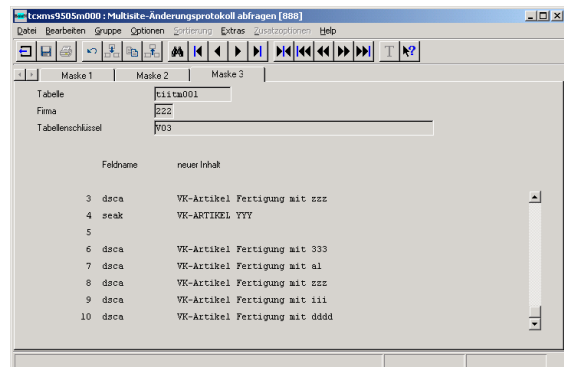 tcxms9505m000 : Multisite-Änderungsprotokoll abfragen [888]
Datei Bearbeiten Gruppe Optionen Sortierung Extras Zusatzoptionen Help
Maske 1 Maske 2 Maske 3
Tabelle tiitm001
Firma 222
Tabellenschlüssel V03
Feldname neuer Inhalt
3 dsca VK-Artikel Fertigung mit zzz
4 seak VK-ARTIKEL YYY
5
6 dsca VK-Artikel Fertigung mit 333
7 dsca VK-Artikel Fertigung mit al
8 dsca VK-Artikel Fertigung mit zzz
9 dsca VK-Artikel Fertigung mit iii
10 dsca VK-Artikel Fertigung mit dddd